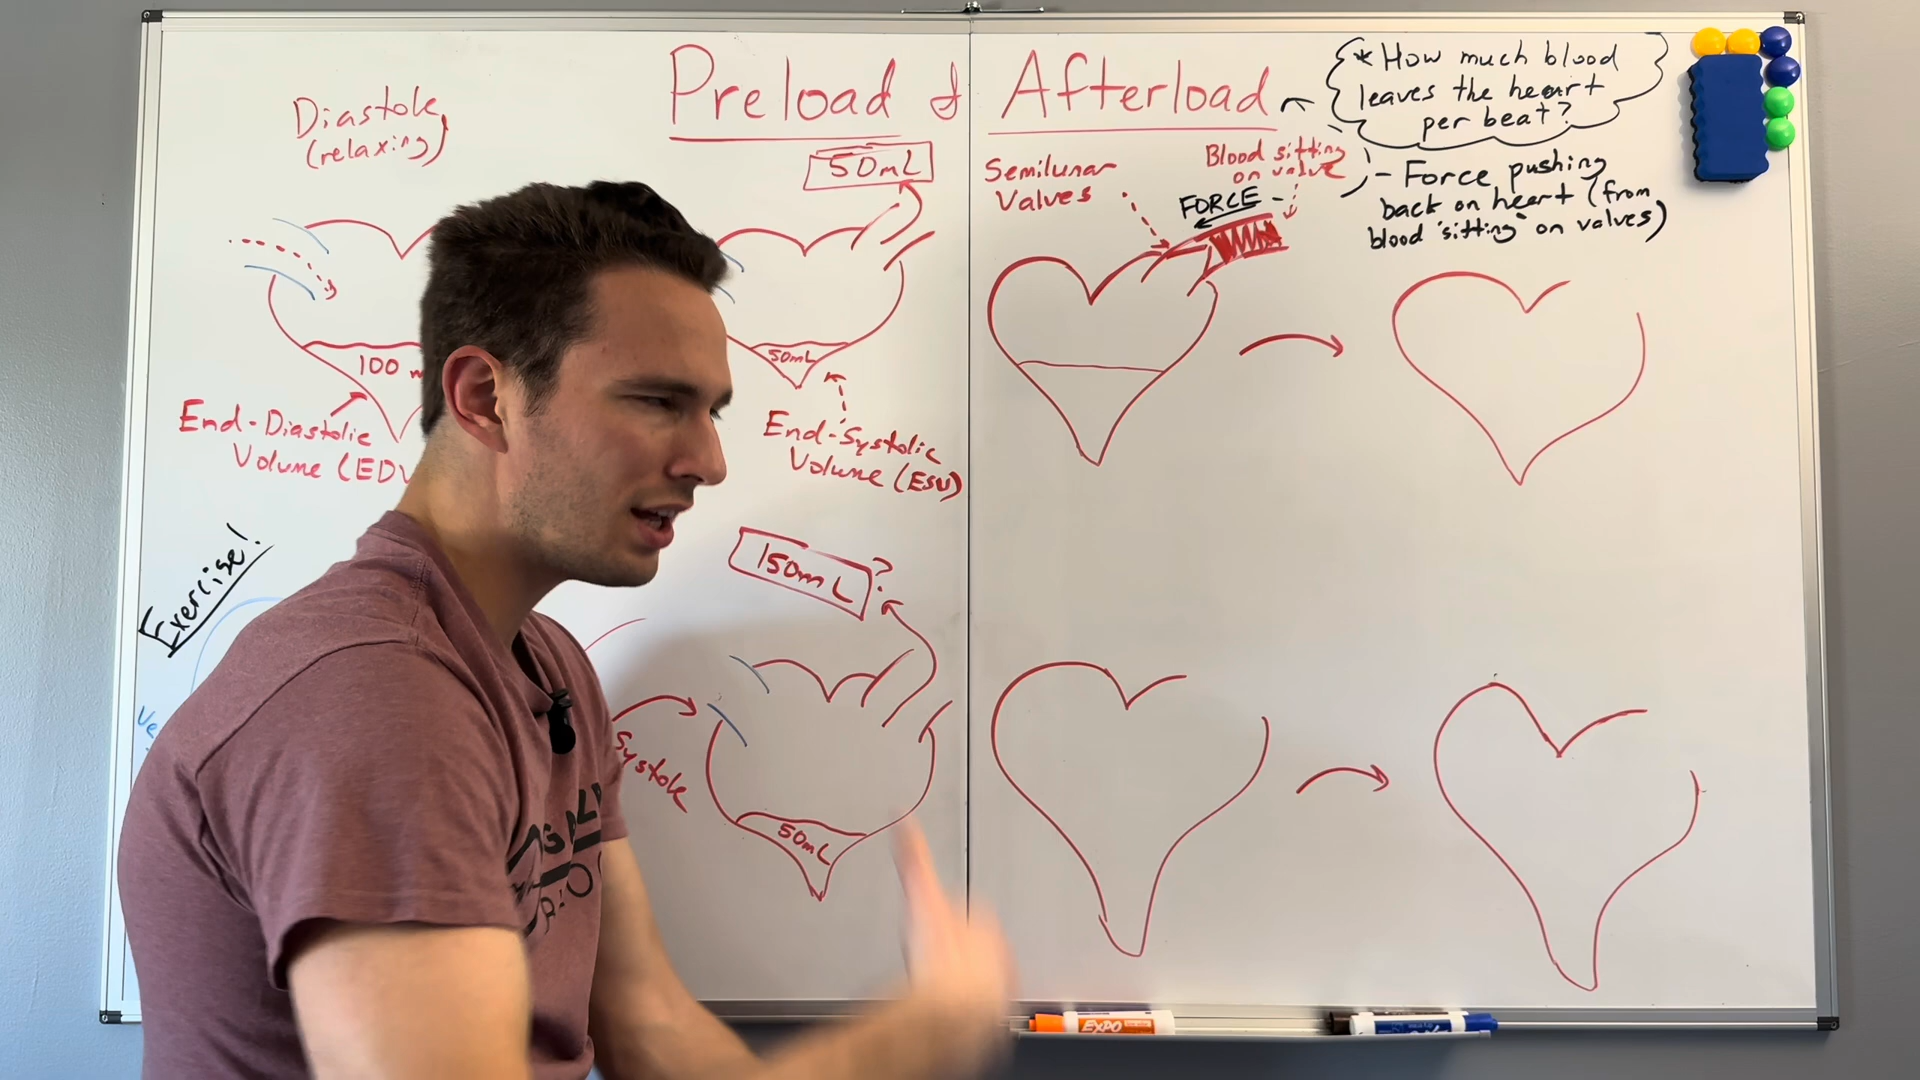 Preload & Afterload
* How much blood
leaves the heart
per beat?
- Force pushing
back on heart (from
blood "sitting" on valves)
Diastole
(relaxing)
50mL
Semilunar
Valves
Blood sitting
on valve
FORCE
100
50mL
End-Diastolic
Volume (EDV
End-Systolic
Volume (ESV)
Exercise!
150mL ?
Systole
50mL
EXPO